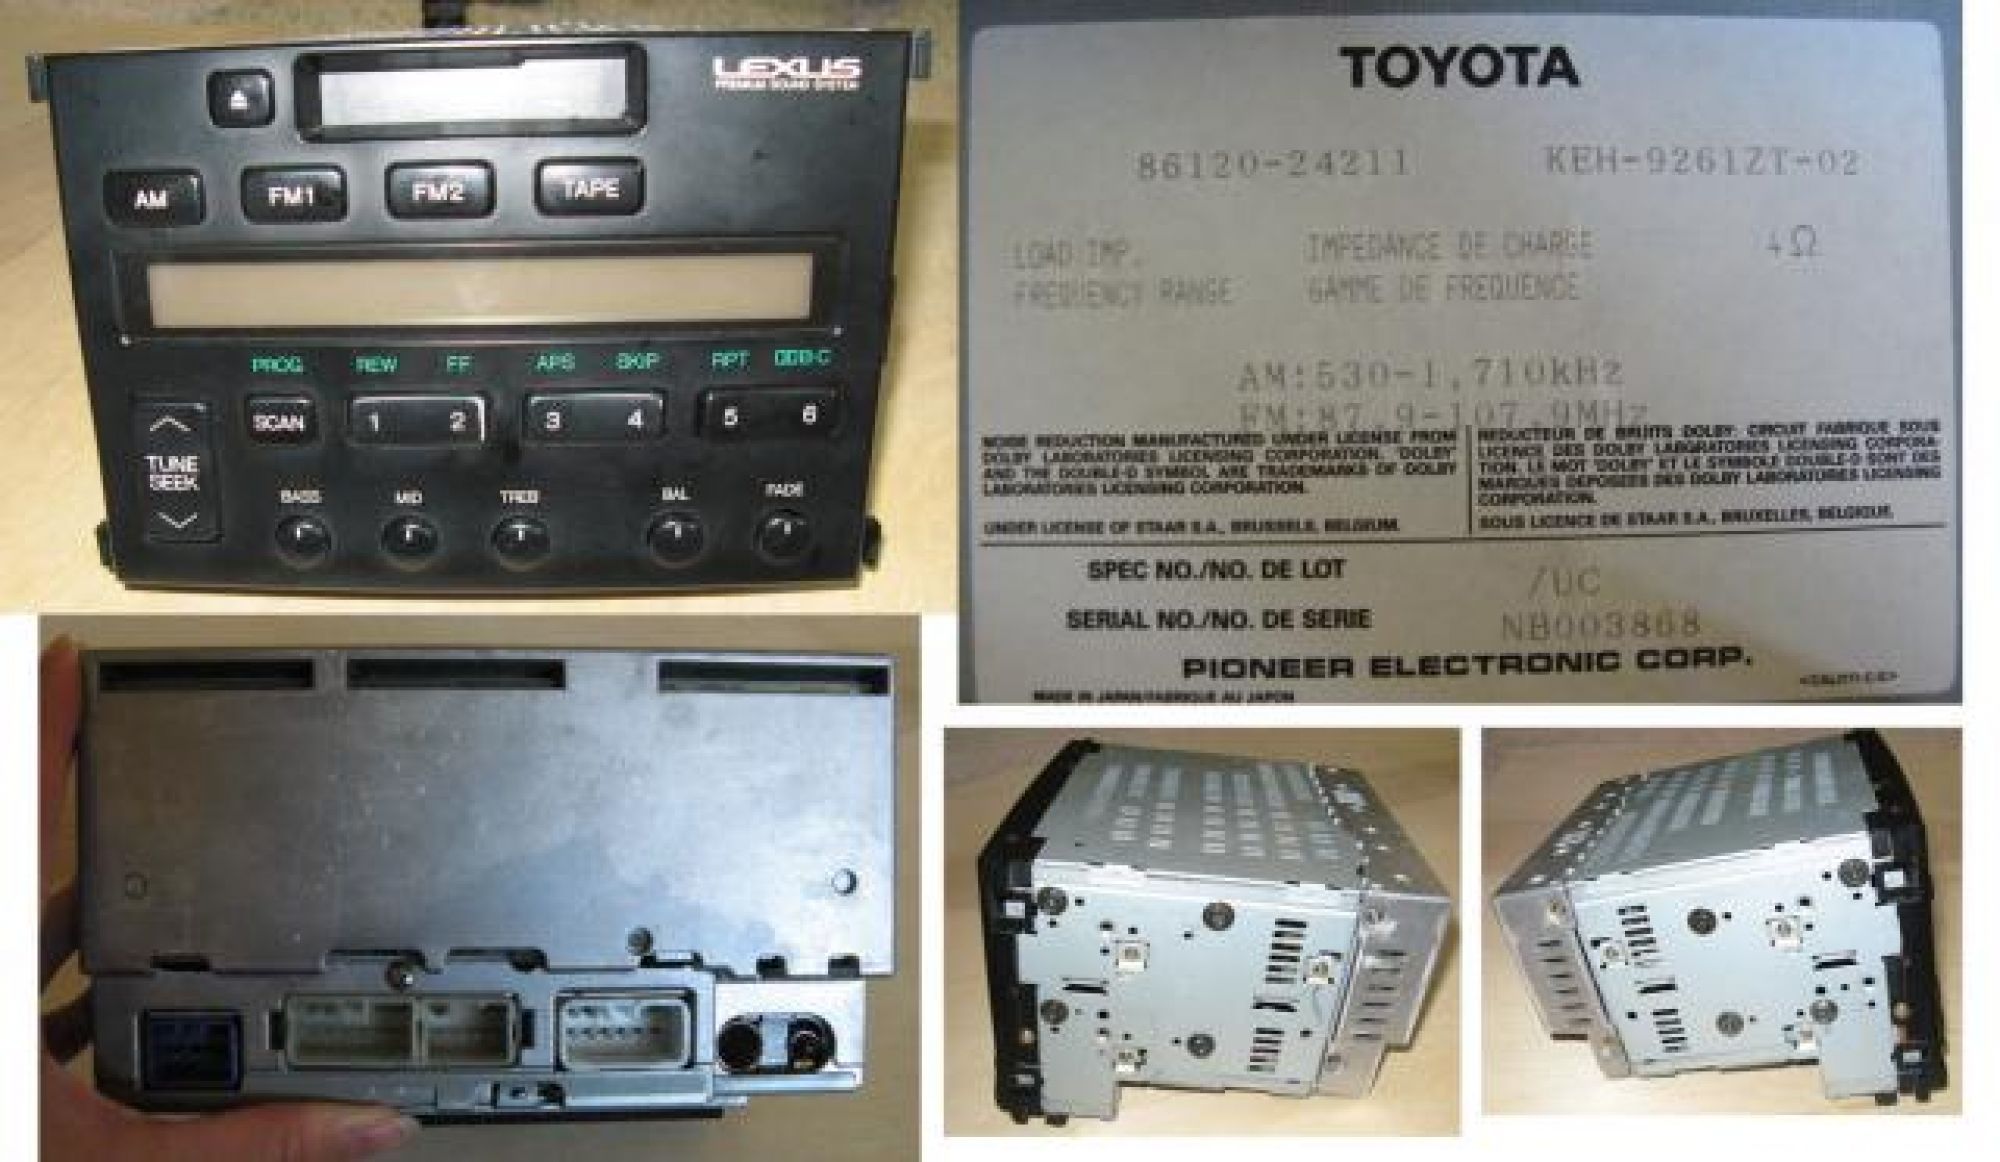 LEXUS
PREMIUM SOUND SYSTEM
AM FM1 FM2 TAPE
PROG REW FF APS SKIP RPT B·C
SCAN 1 2 3 4 5 6
TUNE
SEEK
BASS MID TREB BAL FADE
TOYOTA
86120-24211 KEH-9261ZT-02
LOAD IMP. IMPEDANCE DE CHARGE 4Ω
FREQUENCY RANGE GAMME DE FREQUENCE
AM:530-1,710kHz
FM:87.9-107.9MHz
NOISE REDUCTION MANUFACTURED UNDER LICENSE FROM
DOLBY LABORATORIES LICENSING CORPORATION. 'DOLBY'
AND THE DOUBLE-D SYMBOL ARE TRADEMARKS OF DOLBY
LABORATORIES LICENSING CORPORATION.
UNDER LICENSE OF STAAR S.A., BRUSSELS, BELGIUM.
REDUCTEUR DE BRUITS DOLBY. CIRCUIT FABRIQUE SOUS
LICENCE DES DOLBY LABORATORIES LICENSING CORPORA-
TION. LE MOT 'DOLBY' ET LE SYMBOLE DOUBLE-D SONT DES
MARQUES DEPOSEES DES DOLBY LABORATORIES LICENSING
CORPORATION.
SOUS LICENCE DE STAAR S.A., BRUXELLES, BELGIQUE.
SPEC NO./NO. DE LOT /UC
SERIAL NO./NO. DE SERIE NB003868
PIONEER ELECTRONIC CORP.
MADE IN JAPAN/FABRIQUE AU JAPON